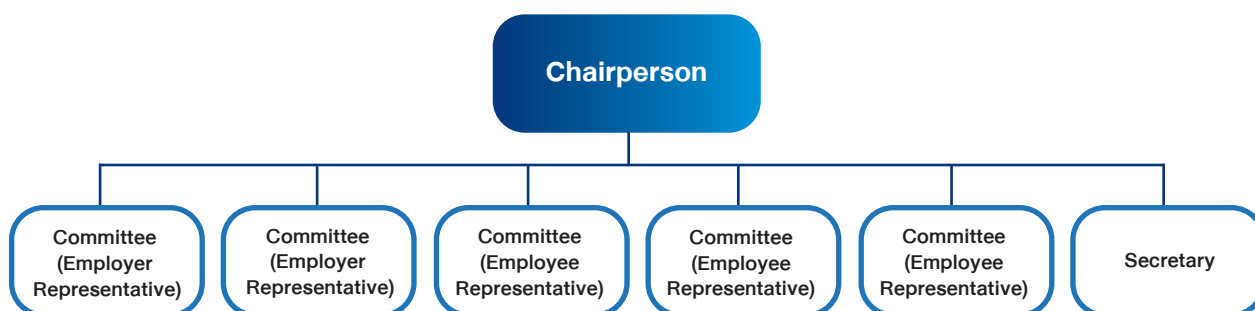 Chairperson
Committee
(Employer
Representative)
Committee
(Employer
Representative)
Committee
(Employee
Representative)
Committee
(Employee
Representative)
Committee
(Employee
Representative)
Secretary